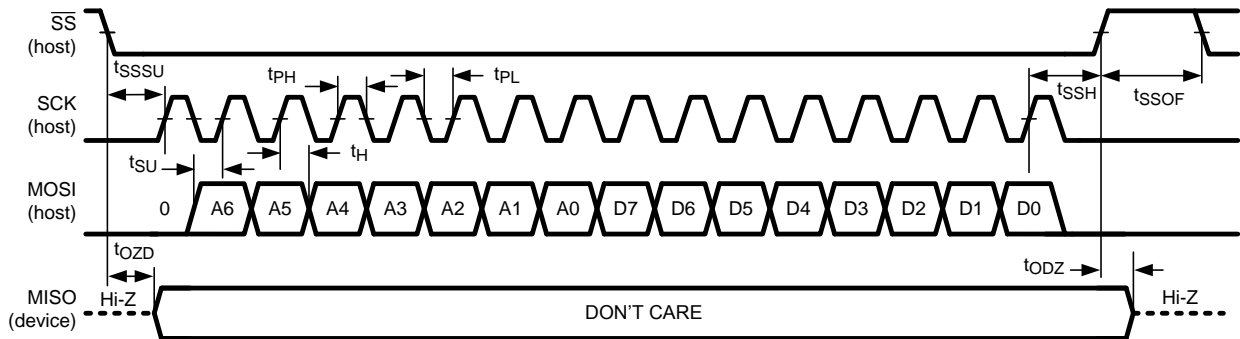 SS
(host)
tSSSU
tPH
tPL
tSSH
tSSOF
SCK
(host)
tSU
tH
MOSI
(host)
0 A6 A5 A4 A3 A2 A1 A0 D7 D6 D5 D4 D3 D2 D1 D0
tOZD
tODZ
MISO
(device)
Hi-Z
DON'T CARE
Hi-Z